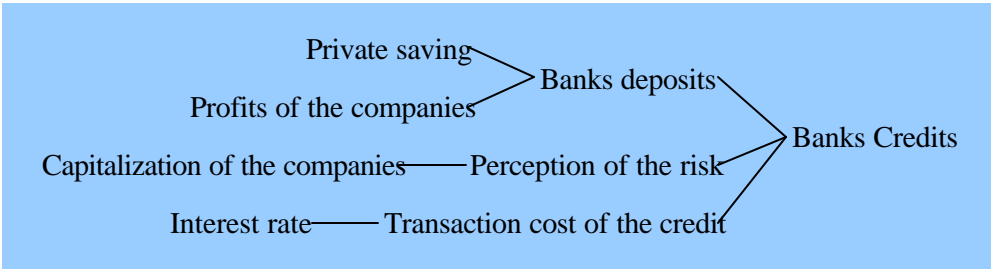 Private saving
Banks deposits
Profits of the companies
Banks Credits
Capitalization of the companies Perception of the risk
Interest rate Transaction cost of the credit